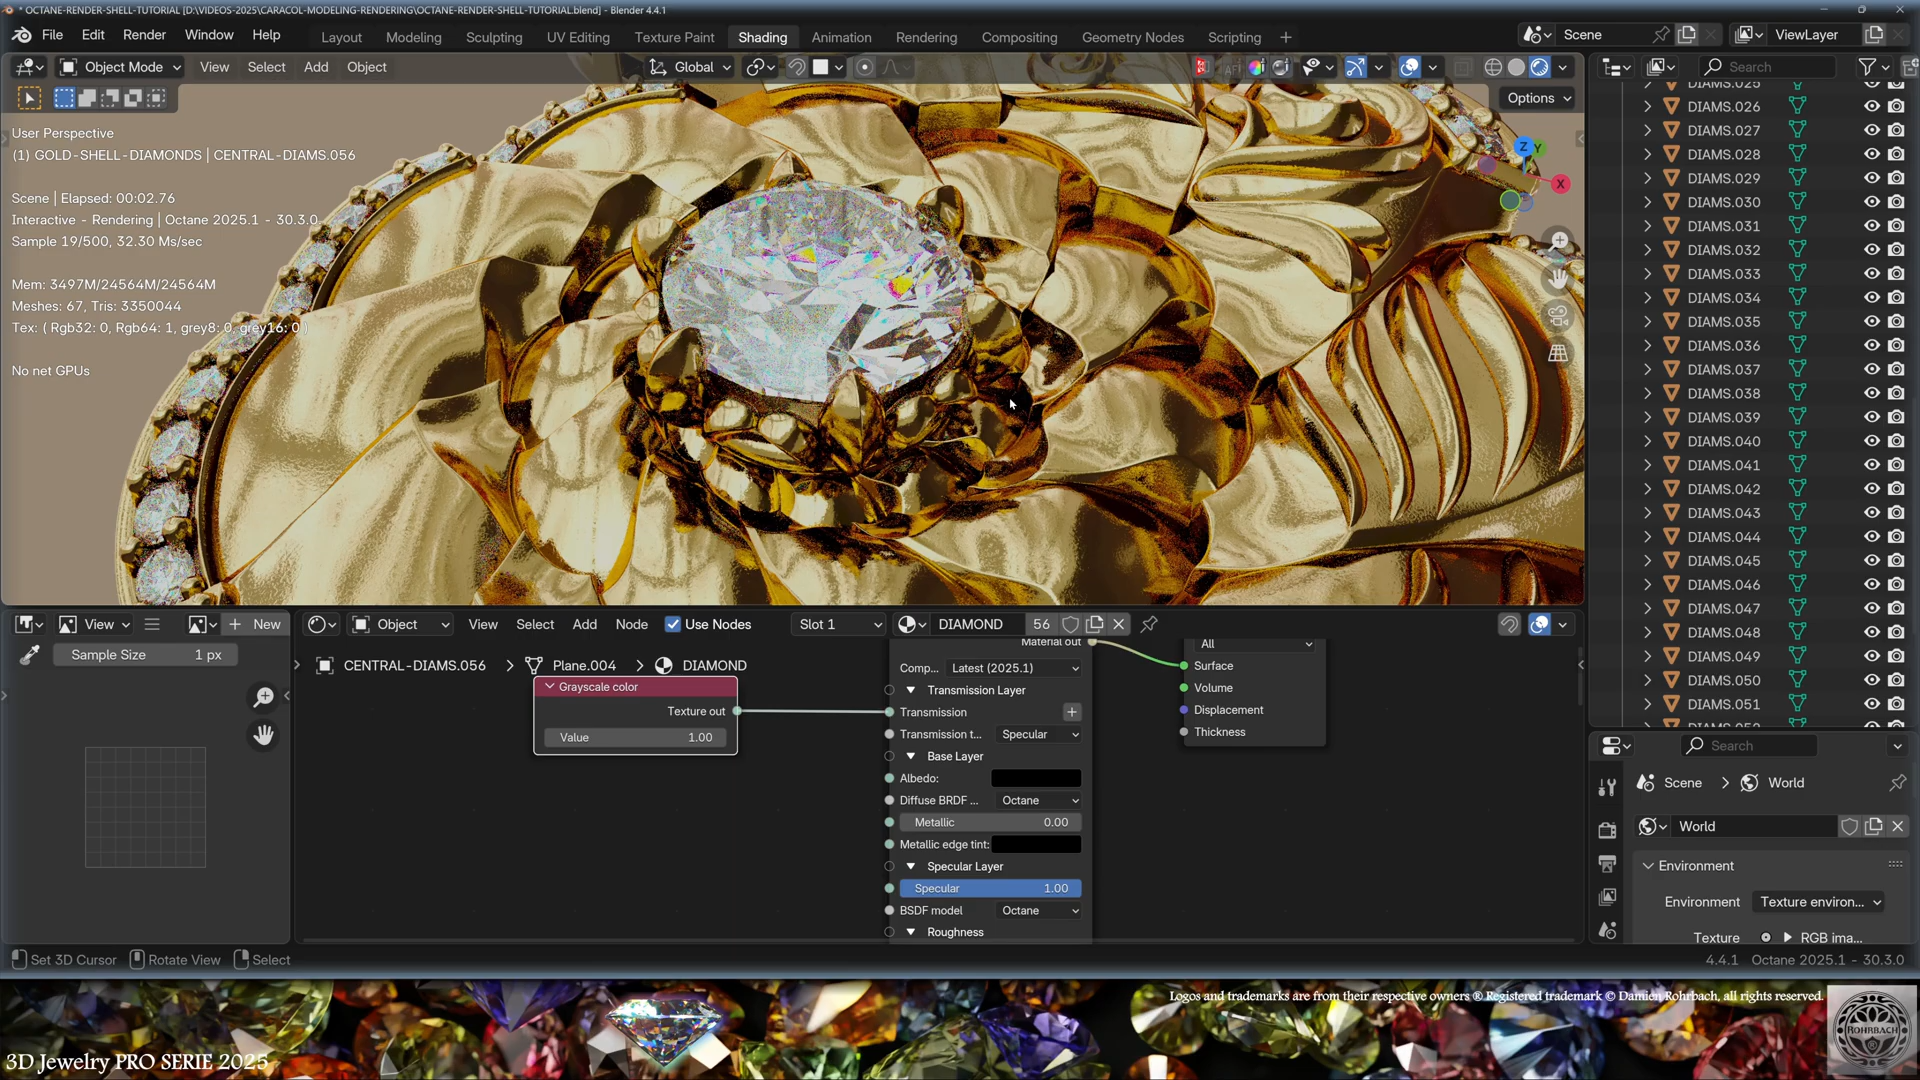 * OCTANE-RENDER-SHELL-TUTORIAL [D:\VIDEOS-2025\CARACOL-MODELING-RENDERING\OCTANE-RENDER-SHELL-TUTORIAL.blend] - Blender 4.4.1
File Edit Render Window Help Layout Modeling Sculpting UV Editing Texture Paint Shading Animation Rendering Compositing Geometry Nodes Scripting + Scene ViewLayer
Object Mode View Select Add Object Global Search
Options
User Perspective
(1) GOLD-SHELL-DIAMONDS | CENTRAL-DIAMS.056
Scene | Elapsed: 00:02.76
Interactive - Rendering | Octane 2025.1 - 30.3.0
Sample 19/500, 32.30 Ms/sec
Mem: 3497M/24564M/24564M
Meshes: 67, Tris: 3350044
Tex: ( Rgb32: 0, Rgb64: 1, grey8: 0, grey16: 0 )
No net GPUs
Z
Y
X
DIAMS.025
DIAMS.026
DIAMS.027
DIAMS.028
DIAMS.029
DIAMS.030
DIAMS.031
DIAMS.032
DIAMS.033
DIAMS.034
DIAMS.035
DIAMS.036
DIAMS.037
DIAMS.038
DIAMS.039
DIAMS.040
DIAMS.041
DIAMS.042
DIAMS.043
DIAMS.044
DIAMS.045
DIAMS.046
DIAMS.047
DIAMS.048
DIAMS.049
DIAMS.050
DIAMS.051
View + New
Sample Size 1 px
Object View Select Add Node Use Nodes Slot 1 DIAMOND 56
CENTRAL-DIAMS.056 > Plane.004 > DIAMOND
Grayscale color
Texture out
Value 1.00
Material out
Comp... Latest (2025.1)
Transmission Layer
Transmission
Transmission t... Specular
Base Layer
Albedo:
Diffuse BRDF ... Octane
Metallic 0.00
Metallic edge tint:
Specular Layer
Specular 1.00
BSDF model Octane
Roughness
All
Surface
Volume
Displacement
Thickness
Search
Scene > World
World
Environment
Environment Texture environ...
Texture RGB ima...
Set 3D Cursor Rotate View Select 4.4.1 Octane 2025.1 - 30.3.0
Logos and trademarks are from their respective owners ® Registered trademark © Damien Rohrbach, all rights reserved.
ROHRBACH
®
3D Jewelry PRO SERIE 2025